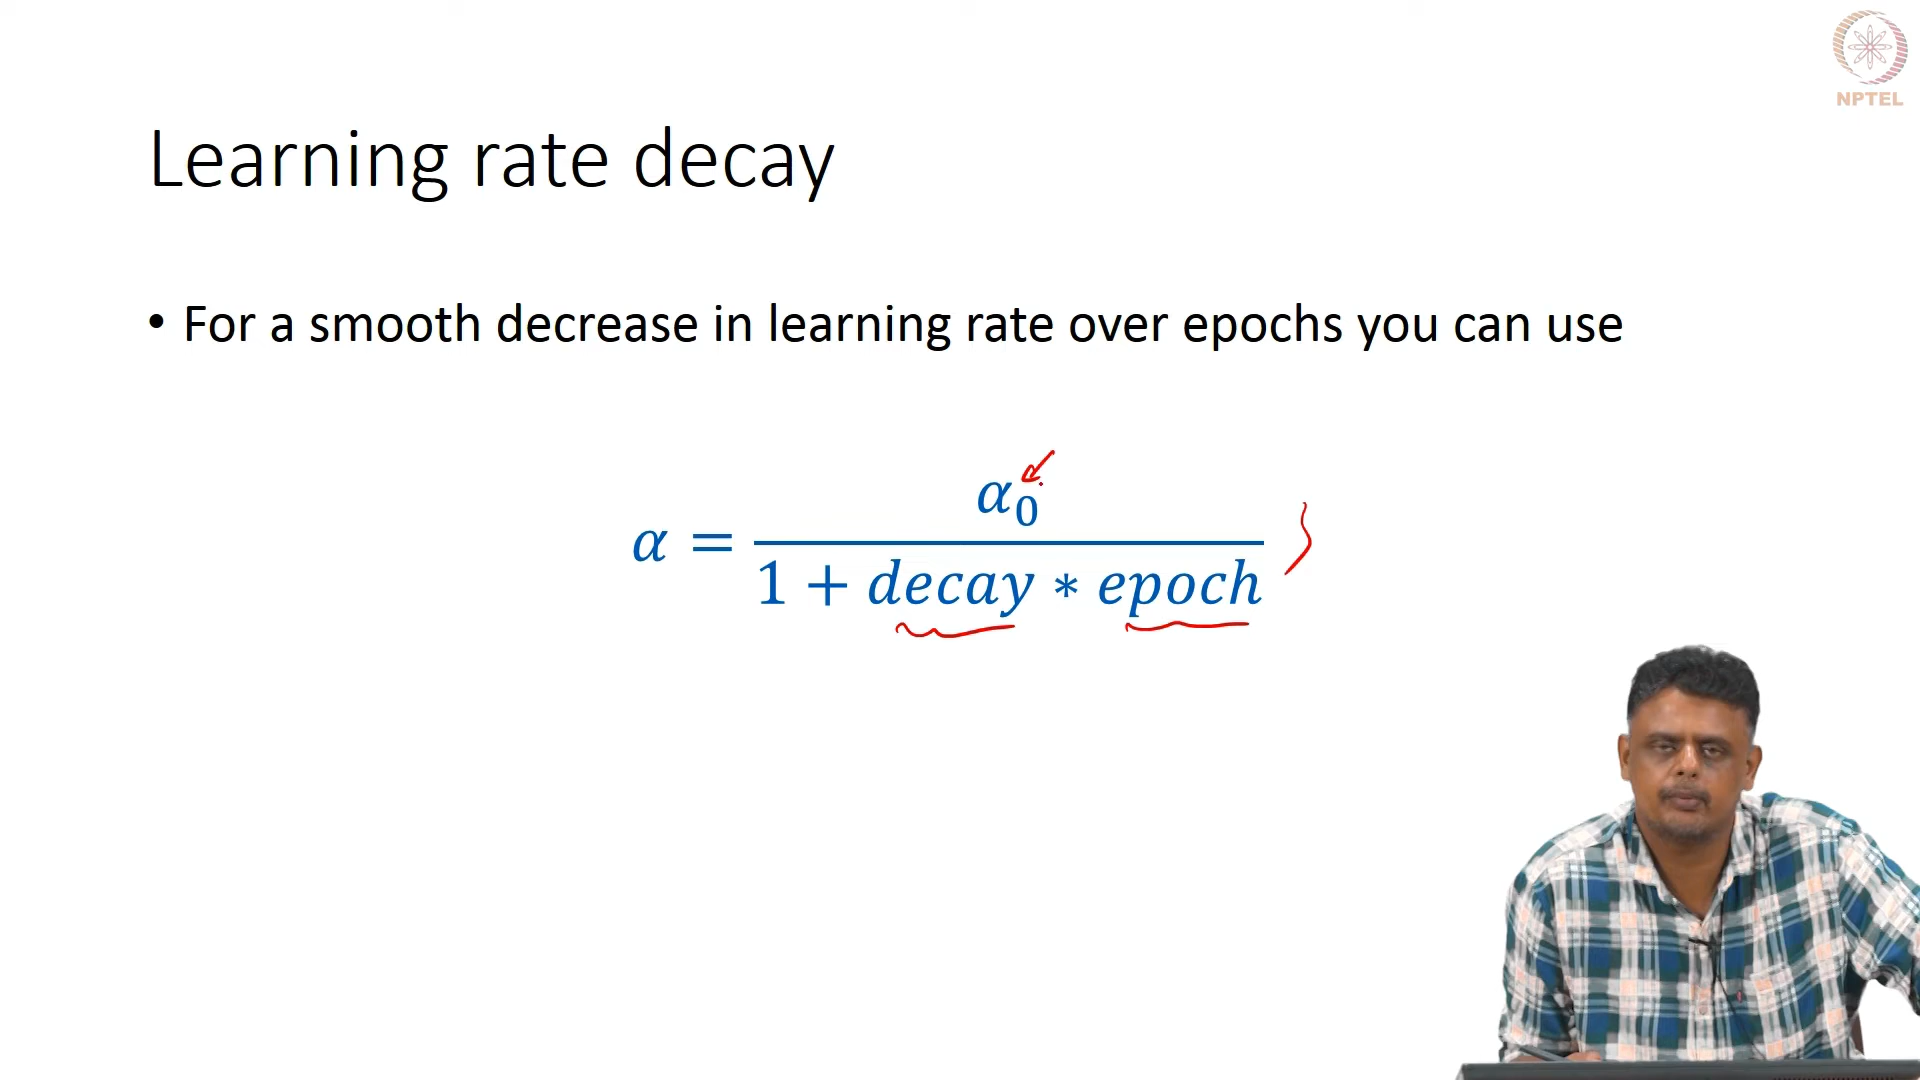 NPTEL
Learning rate decay
• For a smooth decrease in learning rate over epochs you can use
α = α₀ / (1 + decay ∗ epoch)